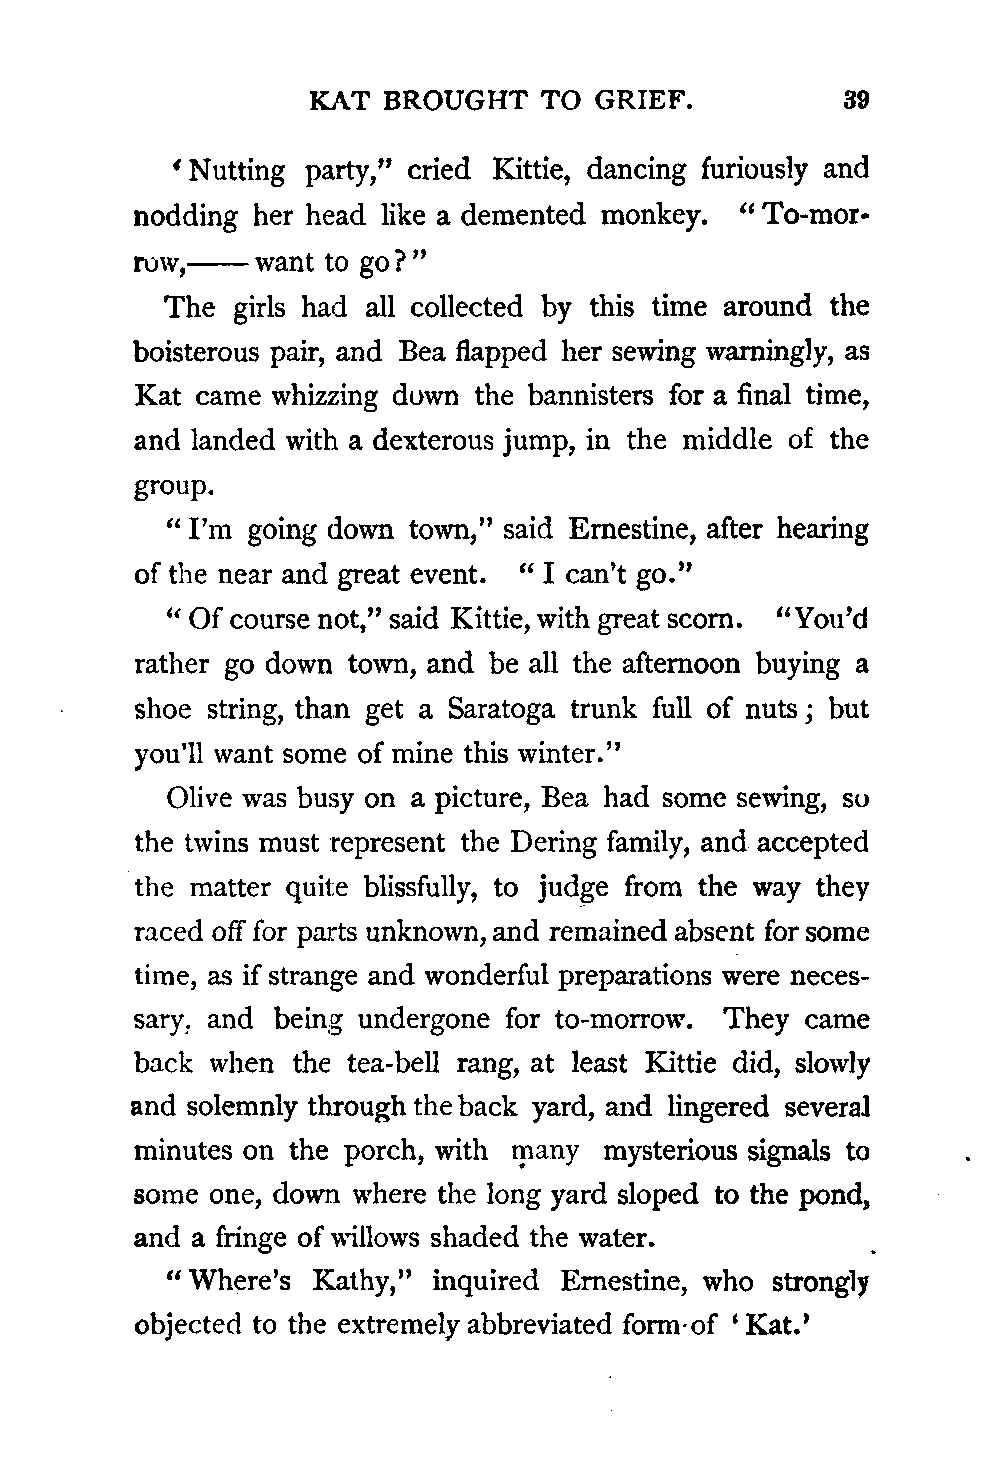 KAT BROUGHT TO GRIEF. 39
‘Nutting party,” cried Kittie, dancing furiously and
nodding her head like a demented monkey. “To-mor-
row,—— want to go?”
The girls had all collected by this time around the
boisterous pair, and Bea flapped her sewing warningly, as
Kat came whizzing down the bannisters for a final time,
and landed with a dexterous jump, in the middle of the
group.
“I’m going down town,” said Ernestine, after hearing
of the near and great event. “I can’t go.”
“Of course not,” said Kittie, with great scorn. “You’d
rather go down town, and be all the afternoon buying a
shoe string, than get a Saratoga trunk full of nuts; but
you’ll want some of mine this winter.”
Olive was busy on a picture, Bea had some sewing, so
the twins must represent the Dering family, and accepted
the matter quite blissfully, to judge from the way they
raced off for parts unknown, and remained absent for some
time, as if strange and wonderful preparations were neces-
sary, and being undergone for to-morrow. They came
back when the tea-bell rang, at least Kittie did, slowly
and solemnly through the back yard, and lingered several
minutes on the porch, with many mysterious signals to
some one, down where the long yard sloped to the pond,
and a fringe of willows shaded the water.
“Where’s Kathy,” inquired Ernestine, who strongly
objected to the extremely abbreviated form of ‘Kat.’